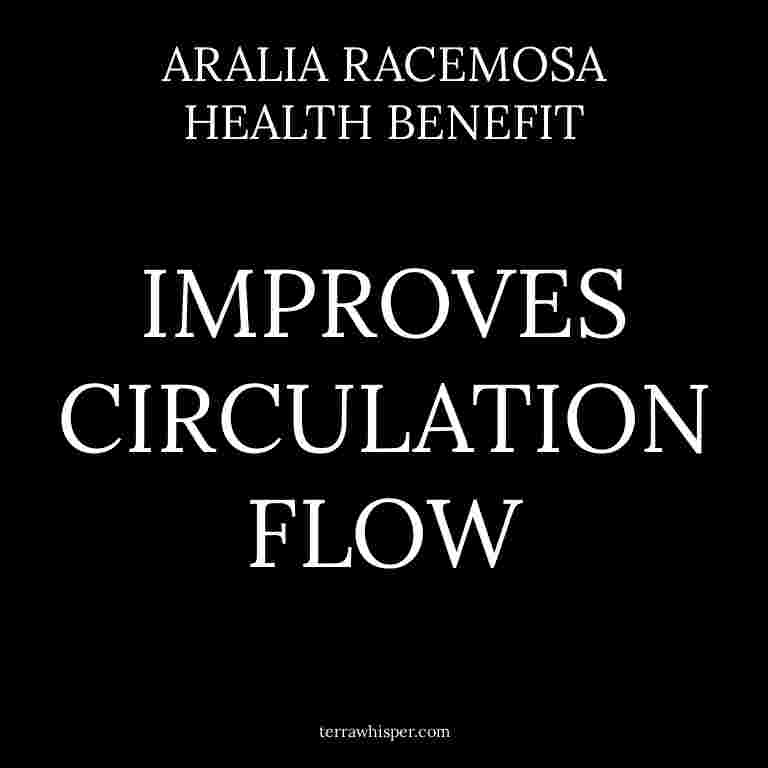 ARALIA RACEMOSA
HEALTH BENEFIT
IMPROVES
CIRCULATION
FLOW
terrawhisper.com